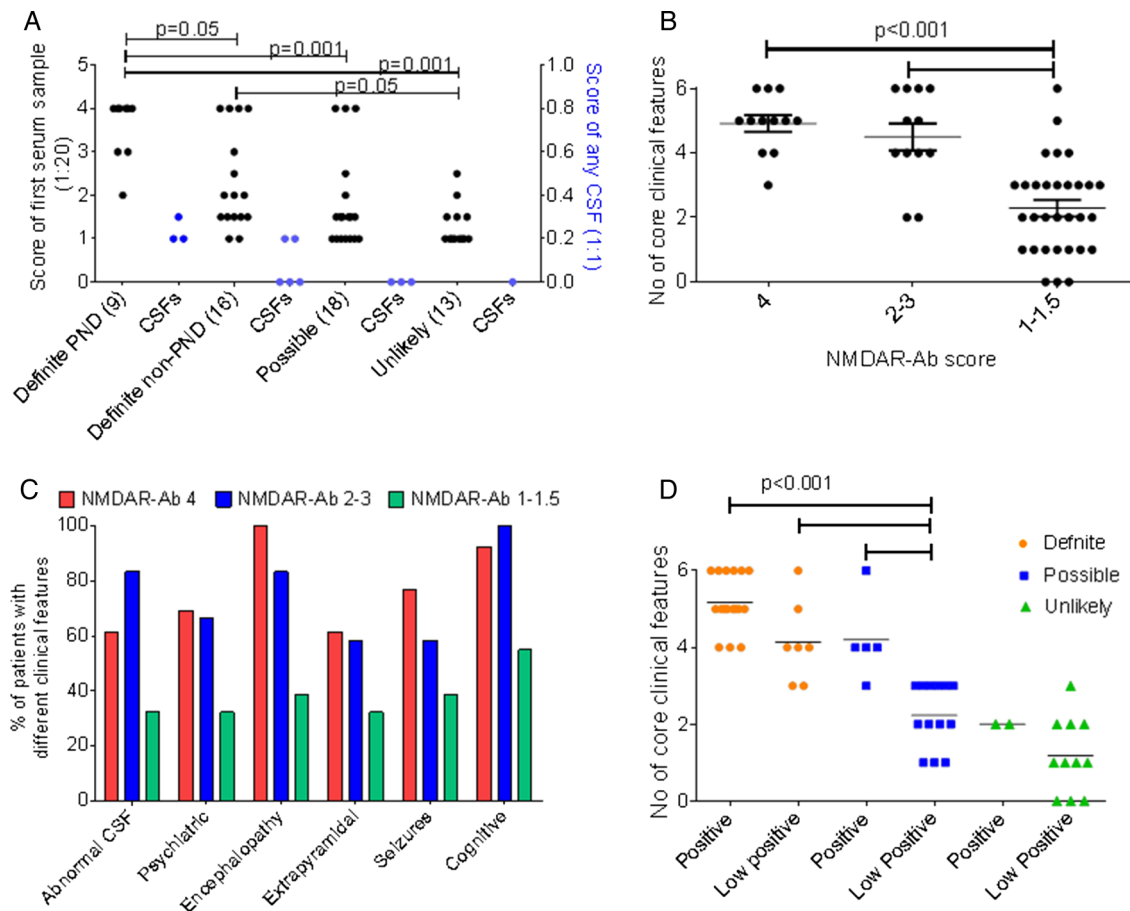 A
p=0.05
p=0.001
p=0.001
p=0.05
Score of first serum sample
(1:20)
5
4
3
2
1
0
1.0
0.8
0.6
0.4
0.2
0.0
Score of any CSF (1:1)
Definite PND (9)
CSFs
Definite non-PND (16)
CSFs
Possible (18)
CSFs
Unlikely (13)
CSFs
B
p<0.001
No of core clinical features
6
4
2
0
4
2-3
1-1.5
NMDAR-Ab score
C
NMDAR-Ab 4
NMDAR-Ab 2-3
NMDAR-Ab 1-1.5
% of patients with
different clinical features
100
80
60
40
20
0
Abnormal CSF
Psychiatric
Encephalopathy
Extrapyramidal
Seizures
Cognitive
D
p<0.001
Defnite
Possible
Unlikely
No of core clinical features
6
4
2
0
Positive
Low positive
Positive
Low Positive
Positive
Low Positive